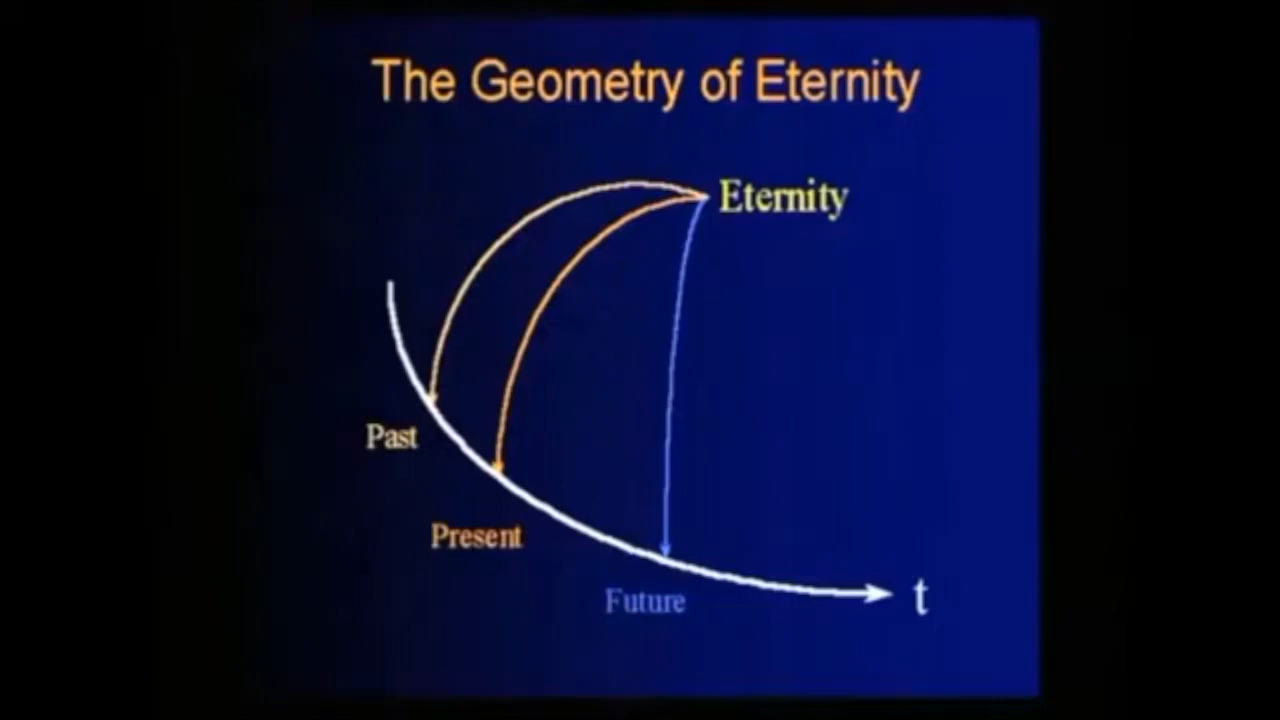 The Geometry of Eternity
Eternity
Past
Present
Future
t